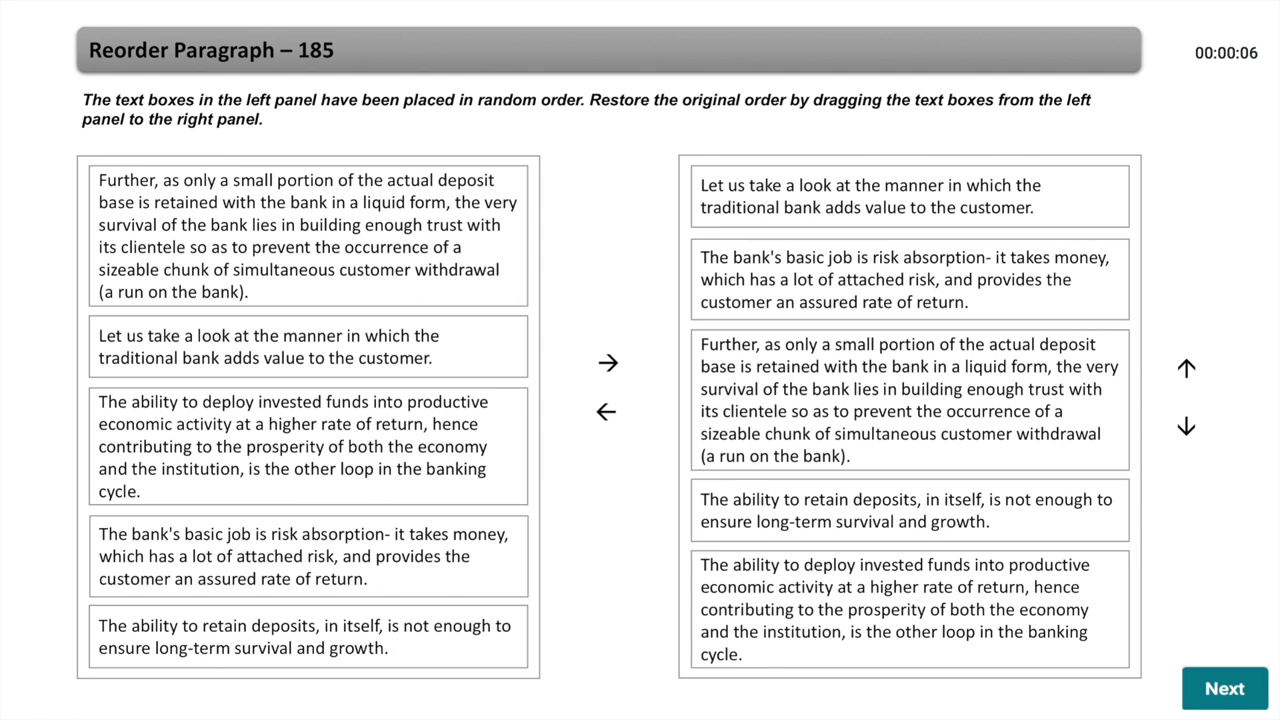 Reorder Paragraph – 185
00:00:06
The text boxes in the left panel have been placed in random order. Restore the original order by dragging the text boxes from the left
panel to the right panel.
Further, as only a small portion of the actual deposit
base is retained with the bank in a liquid form, the very
survival of the bank lies in building enough trust with
its clientele so as to prevent the occurrence of a
sizeable chunk of simultaneous customer withdrawal
(a run on the bank).
Let us take a look at the manner in which the
traditional bank adds value to the customer.
The ability to deploy invested funds into productive
economic activity at a higher rate of return, hence
contributing to the prosperity of both the economy
and the institution, is the other loop in the banking
cycle.
The bank's basic job is risk absorption- it takes money,
which has a lot of attached risk, and provides the
customer an assured rate of return.
The ability to retain deposits, in itself, is not enough to
ensure long-term survival and growth.
Let us take a look at the manner in which the
traditional bank adds value to the customer.
The bank's basic job is risk absorption- it takes money,
which has a lot of attached risk, and provides the
customer an assured rate of return.
Further, as only a small portion of the actual deposit
base is retained with the bank in a liquid form, the very
survival of the bank lies in building enough trust with
its clientele so as to prevent the occurrence of a
sizeable chunk of simultaneous customer withdrawal
(a run on the bank).
The ability to retain deposits, in itself, is not enough to
ensure long-term survival and growth.
The ability to deploy invested funds into productive
economic activity at a higher rate of return, hence
contributing to the prosperity of both the economy
and the institution, is the other loop in the banking
cycle.
Next